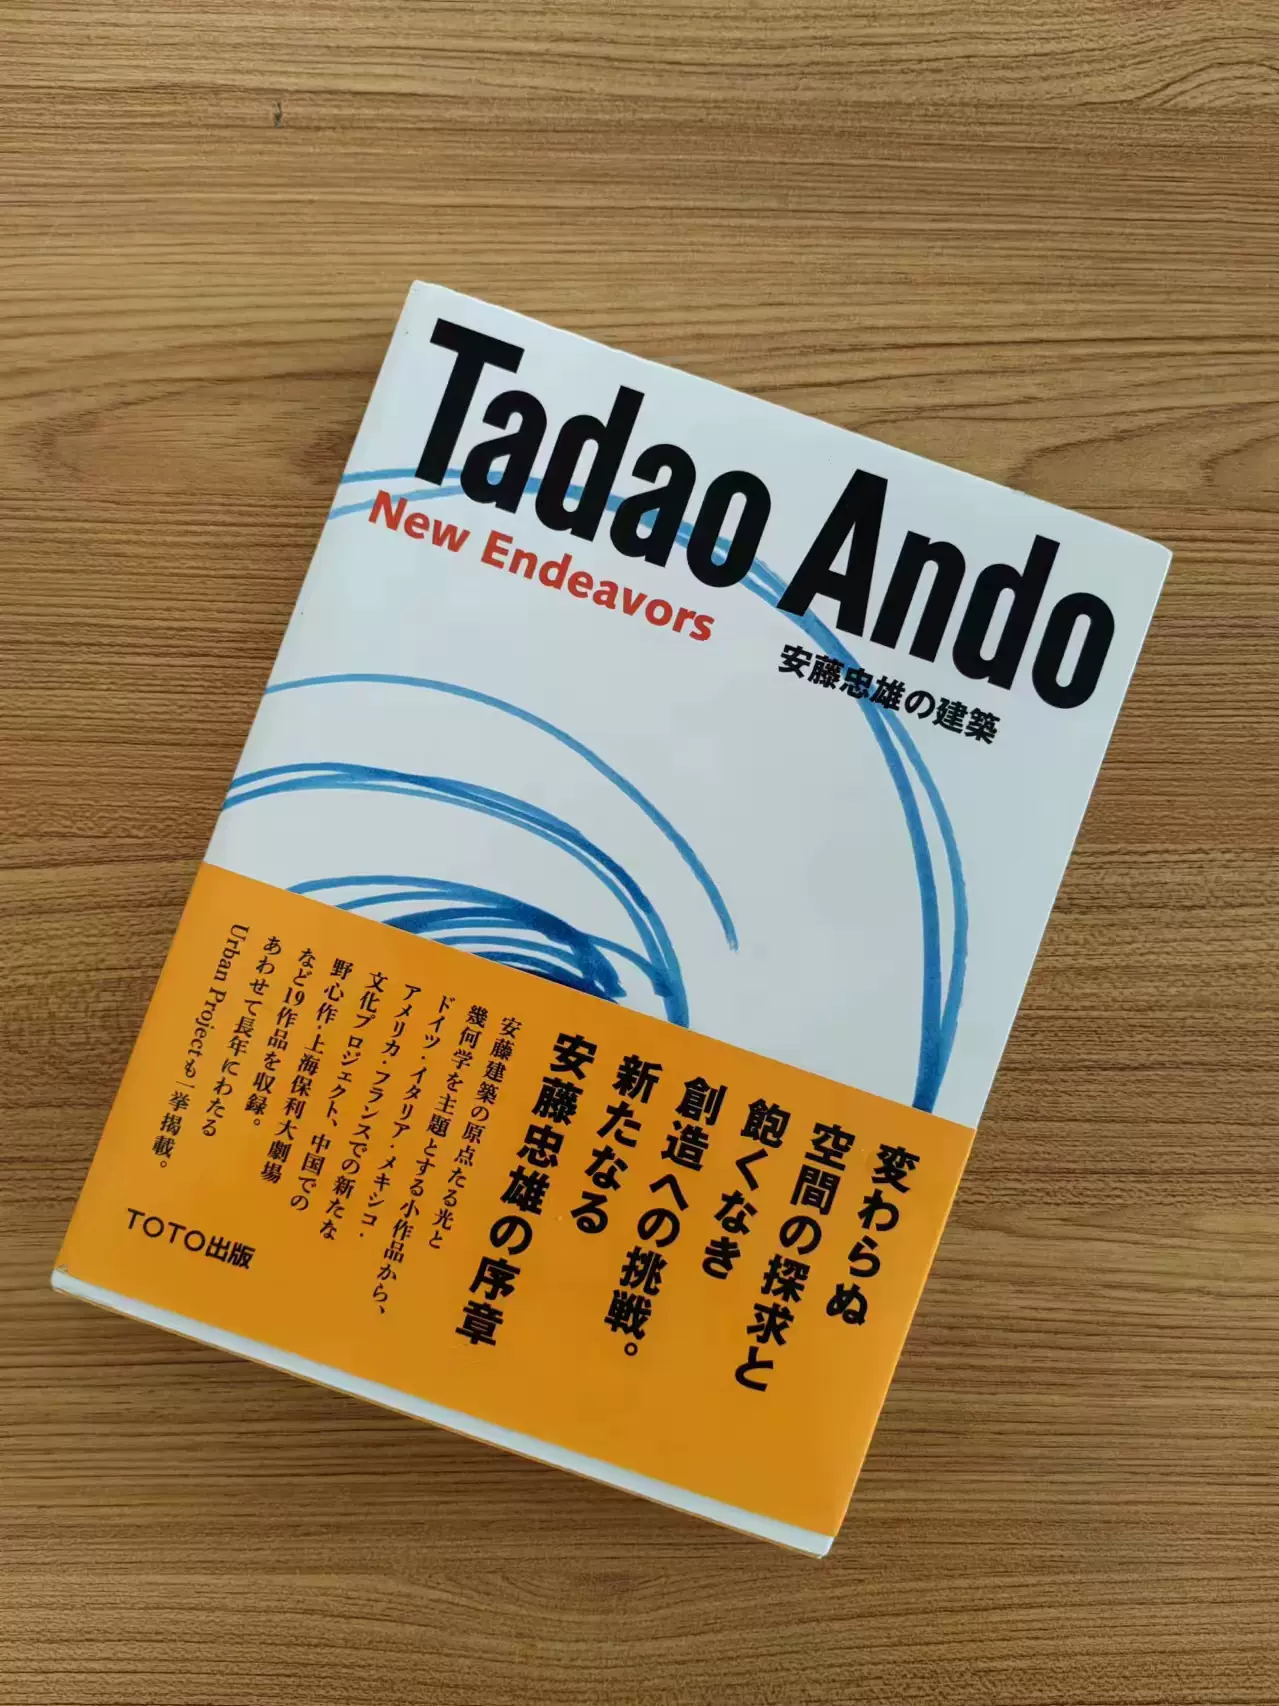 Tadao Ando
New Endeavors
安藤忠雄の建築
変わらぬ
空間の探求と
飽くなき
創造への挑戦。
新たなる
安藤忠雄の序章
安藤建築の原点たる光と
幾何学を主題とする小作品から、
ドイツ・イタリア・メキシコ・
アメリカ・フランスでの新たな
文化プロジェクト、中国での
野心作・上海保利大劇場
など19作品を収録。
あわせて長年にわたる
Urban Projectも一挙掲載。
TOTO出版